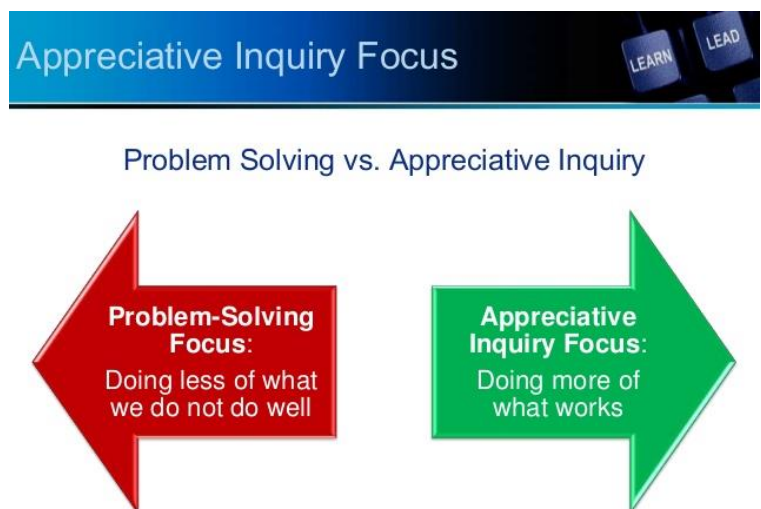 Appreciative Inquiry Focus
LEARN
LEAD
Problem Solving vs. Appreciative Inquiry
Problem-Solving
Focus:
Doing less of what
we do not do well
Appreciative
Inquiry Focus:
Doing more of
what works